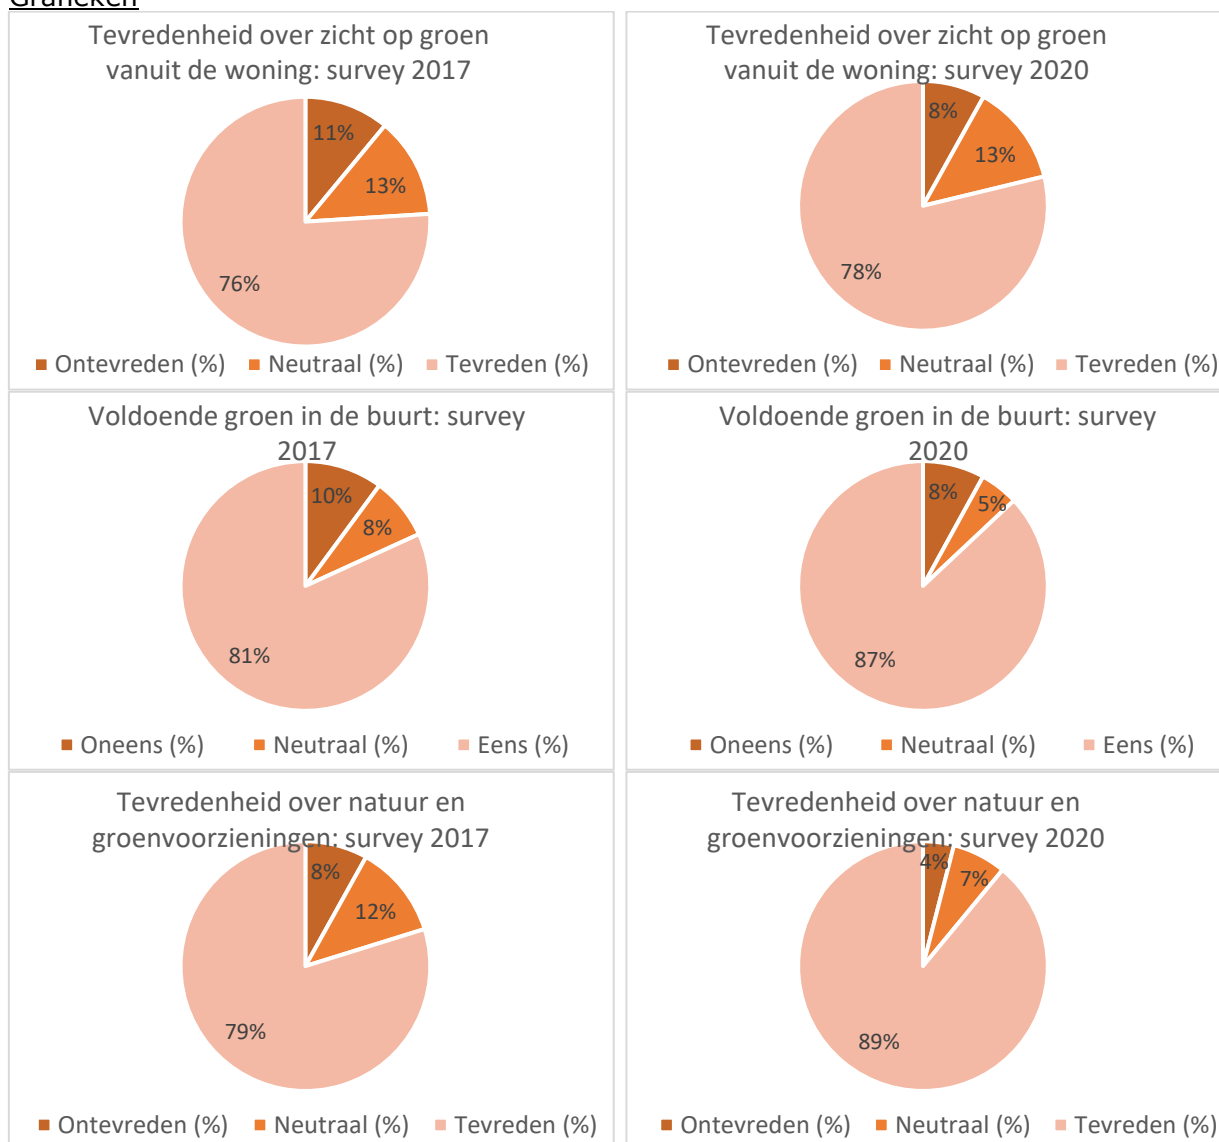 Grafieken
Tevredenheid over zicht op groen
vanuit de woning: survey 2017
11%
13%
76%
Ontevreden (%) Neutraal (%) Tevreden (%)
Tevredenheid over zicht op groen
vanuit de woning: survey 2020
8%
13%
78%
Ontevreden (%) Neutraal (%) Tevreden (%)
Voldoende groen in de buurt: survey
2017
10%
8%
81%
Oneens (%) Neutraal (%) Eens (%)
Voldoende groen in de buurt: survey
2020
8%
5%
87%
Oneens (%) Neutraal (%) Eens (%)
Tevredenheid over natuur en
groenvoorzieningen: survey 2017
8%
12%
79%
Ontevreden (%) Neutraal (%) Tevreden (%)
Tevredenheid over natuur en
groenvoorzieningen: survey 2020
4%
7%
89%
Ontevreden (%) Neutraal (%) Tevreden (%)